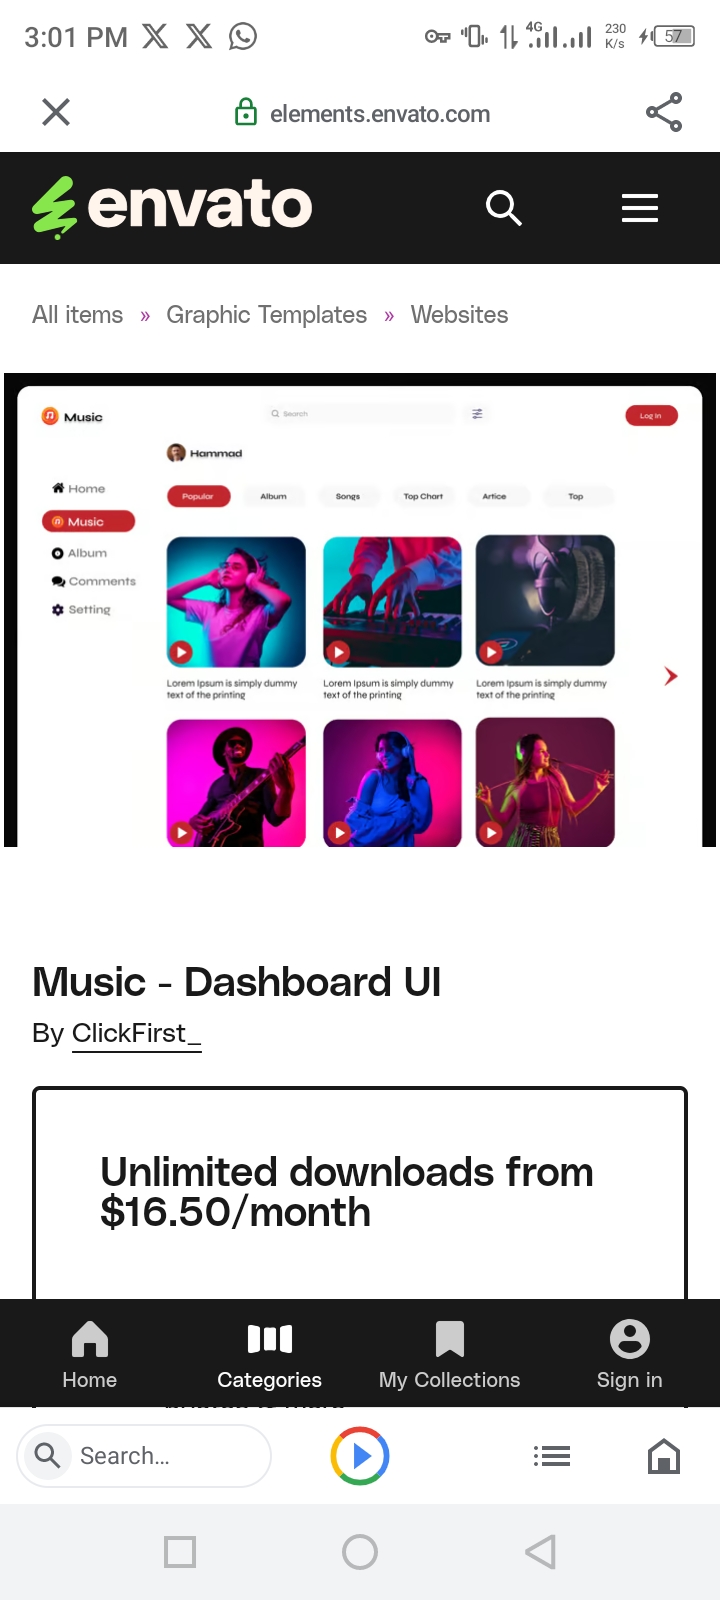 3:01 PM
4G
230
K/s
57
elements.envato.com
envato
All items » Graphic Templates » Websites
Music
Search
Log In
Hammad
Popular Album Songs Top Chart Artice Top
Home
Music
Album
Comments
Setting
Lorem Ipsum is simply dummy
text of the printing
Lorem Ipsum is simply dummy
text of the printing
Lorem Ipsum is simply dummy
text of the printing
Music - Dashboard UI
By ClickFirst_
Unlimited downloads from
$16.50/month
Home Categories My Collections Sign in
Search...